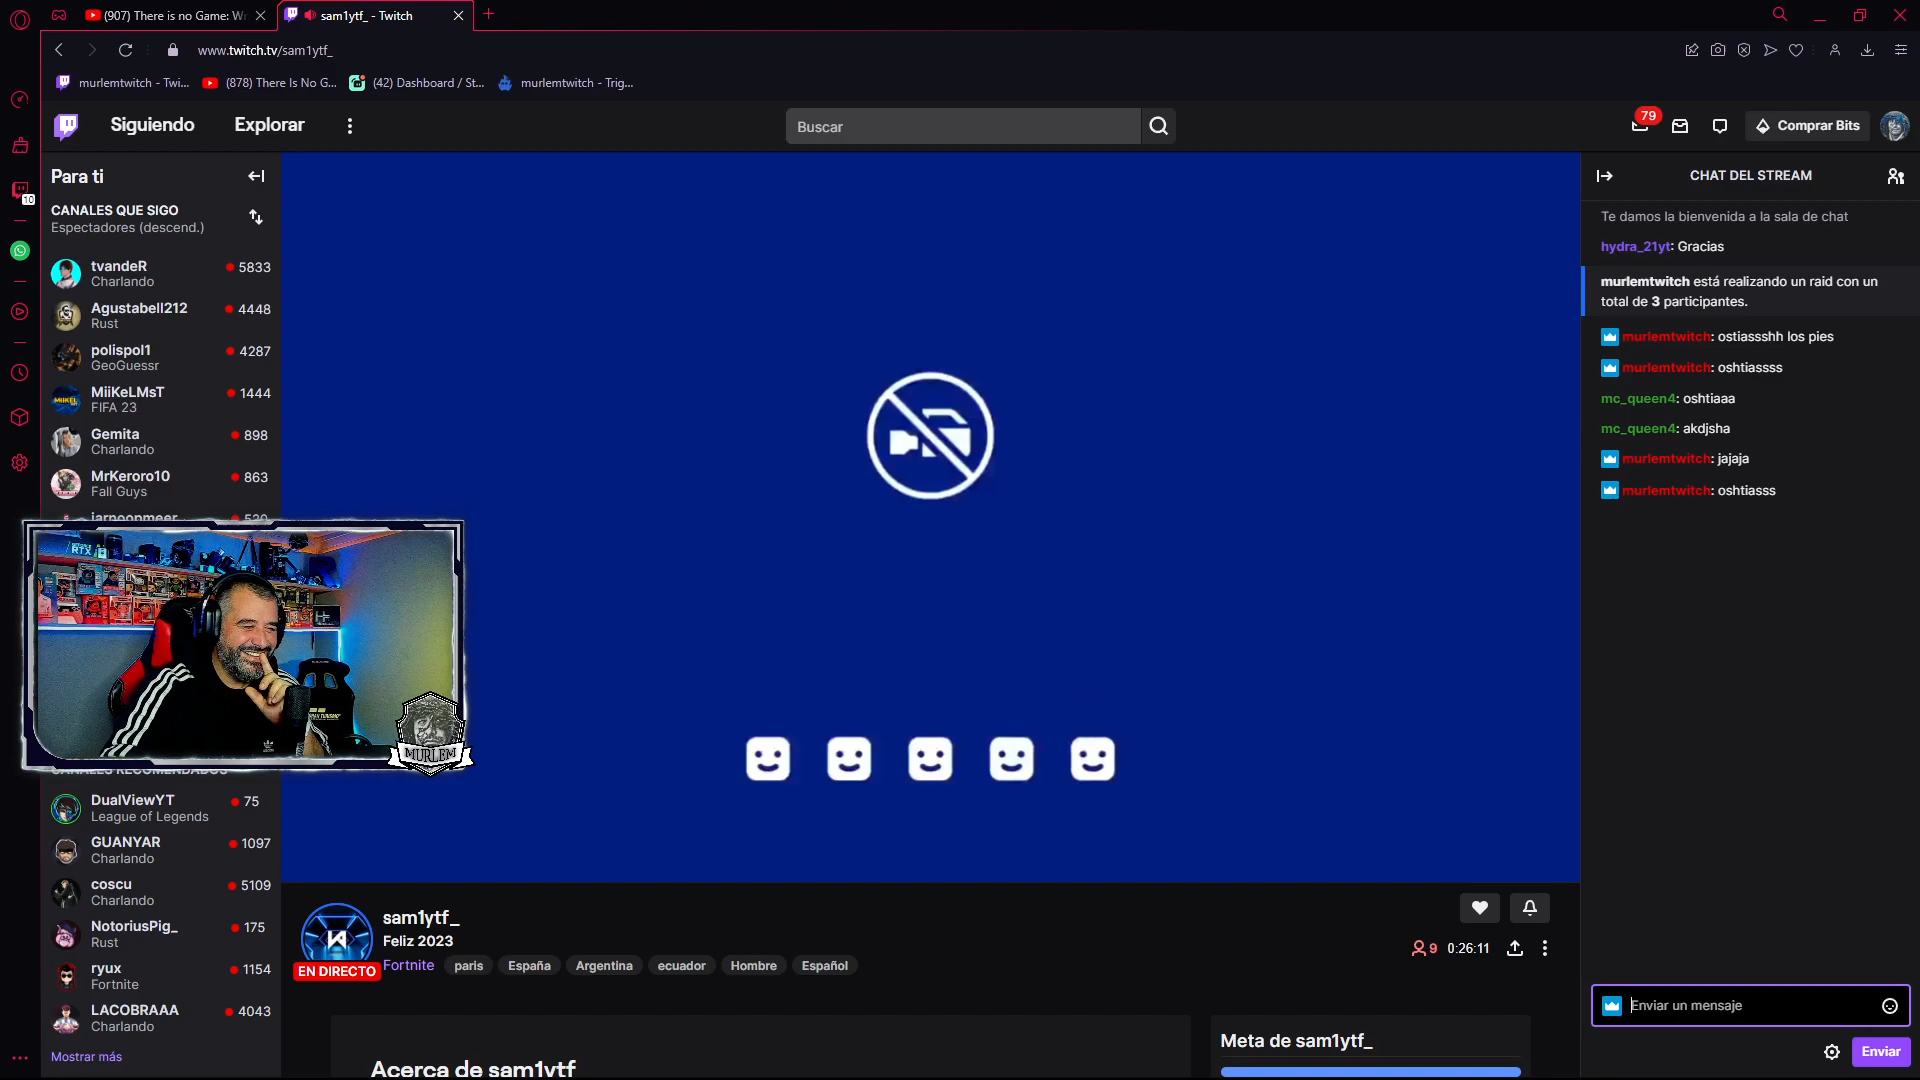 (907) There is no Game: Wr
sam1ytf_ - Twitch
www.twitch.tv/sam1ytf_
murlemtwitch - Twi...
(878) There Is No G...
(42) Dashboard / St...
murlemtwitch - Trig...
Siguiendo
Explorar
Buscar
79
Comprar Bits
10
Para ti
CANALES QUE SIGO
Espectadores (descend.)
tvandeR
5833
Charlando
Agustabell212
4448
Rust
polispol1
4287
GeoGuessr
MiiKeLMsT
1444
FIFA 23
Gemita
898
Charlando
MrKeroro10
863
Fall Guys
jarnoopmeer
RTX
MURLEM
CANALES RECOMENDADOS
DualViewYT
75
League of Legends
GUANYAR
1097
Charlando
coscu
5109
Charlando
NotoriusPig_
175
Rust
ryux
1154
Fortnite
LACOBRAAA
4043
Charlando
Mostrar más
sam1ytf_
Feliz 2023
EN DIRECTO
Fortnite
paris
España
Argentina
ecuador
Hombre
Español
9
0:26:11
Acerca de sam1ytf
Meta de sam1ytf_
CHAT DEL STREAM
Te damos la bienvenida a la sala de chat
hydra_21yt: Gracias
murlemtwitch está realizando un raid con un
total de 3 participantes.
murlemtwitch: ostiassshh los pies
murlemtwitch: oshtiassss
mc_queen4: oshtiaaa
mc_queen4: akdjsha
murlemtwitch: jajaja
murlemtwitch: oshtiasss
Enviar un mensaje
Enviar